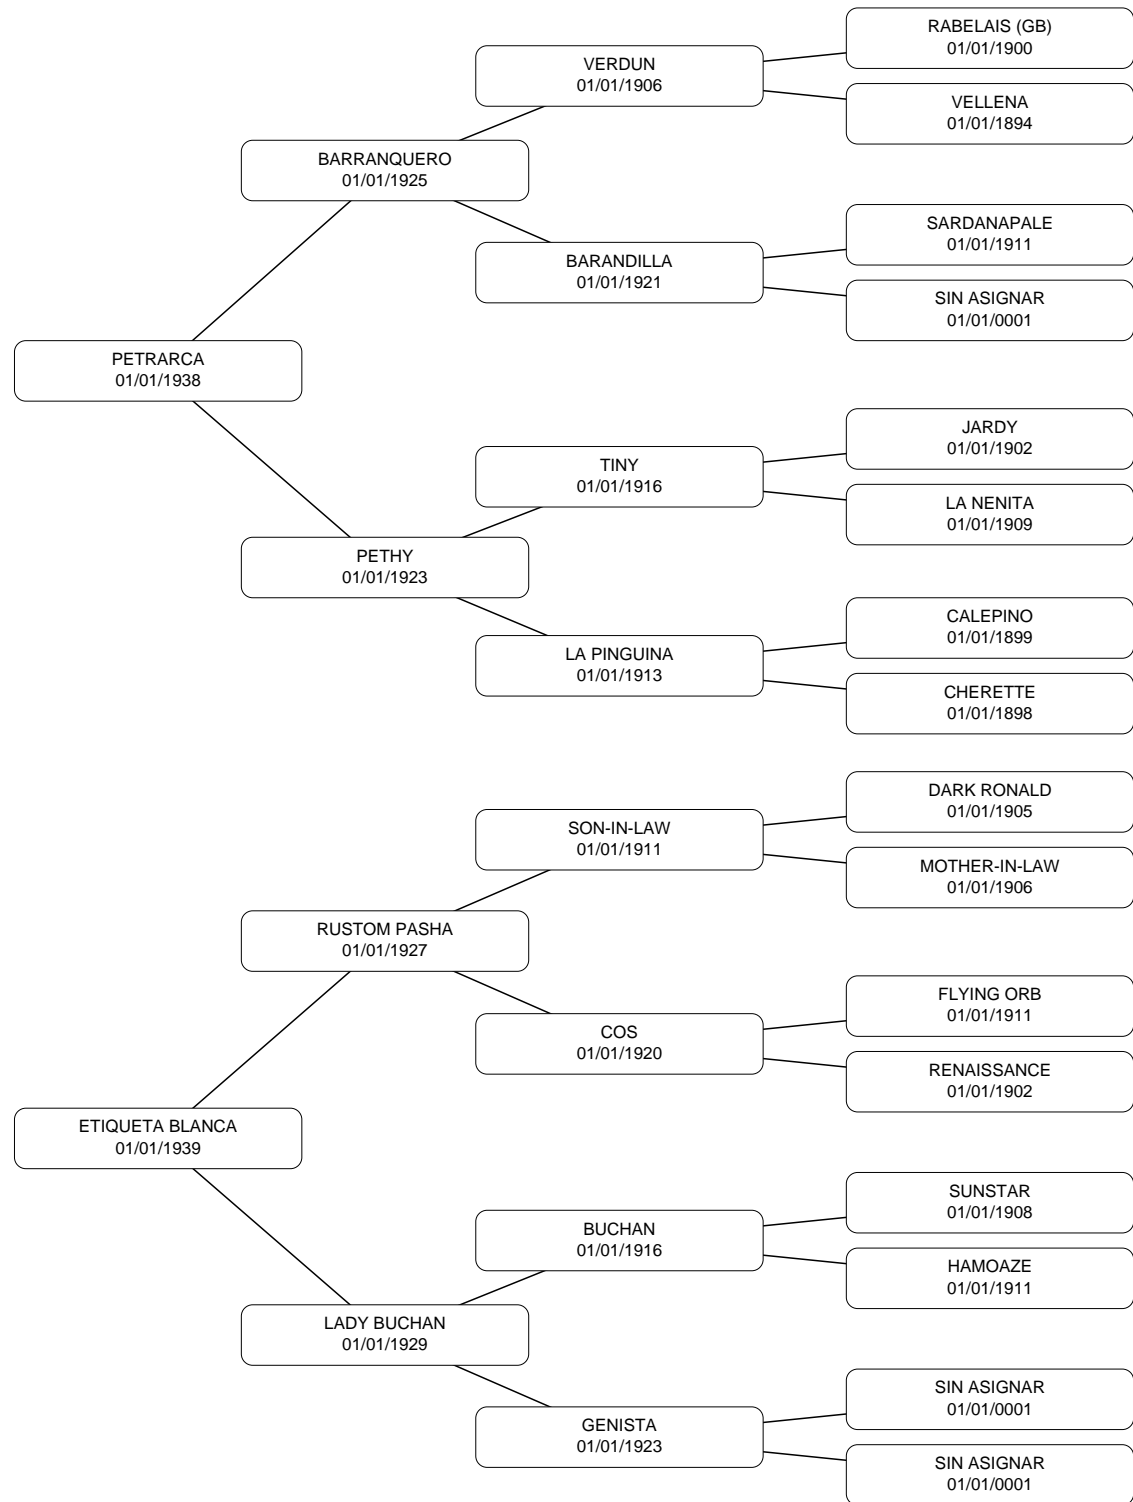 RABELAIS (GB)
01/01/1900
VERDUN
01/01/1906
VELLENA
01/01/1894
BARRANQUERO
01/01/1925
SARDANAPALE
01/01/1911
BARANDILLA
01/01/1921
SIN ASIGNAR
01/01/0001
PETRARCA
01/01/1938
JARDY
01/01/1902
TINY
01/01/1916
LA NENITA
01/01/1909
PETHY
01/01/1923
CALEPINO
01/01/1899
LA PINGUINA
01/01/1913
CHERETTE
01/01/1898
DARK RONALD
01/01/1905
SON-IN-LAW
01/01/1911
MOTHER-IN-LAW
01/01/1906
RUSTOM PASHA
01/01/1927
FLYING ORB
01/01/1911
COS
01/01/1920
RENAISSANCE
01/01/1902
ETIQUETA BLANCA
01/01/1939
SUNSTAR
01/01/1908
BUCHAN
01/01/1916
HAMOAZE
01/01/1911
LADY BUCHAN
01/01/1929
SIN ASIGNAR
01/01/0001
GENISTA
01/01/1923
SIN ASIGNAR
01/01/0001